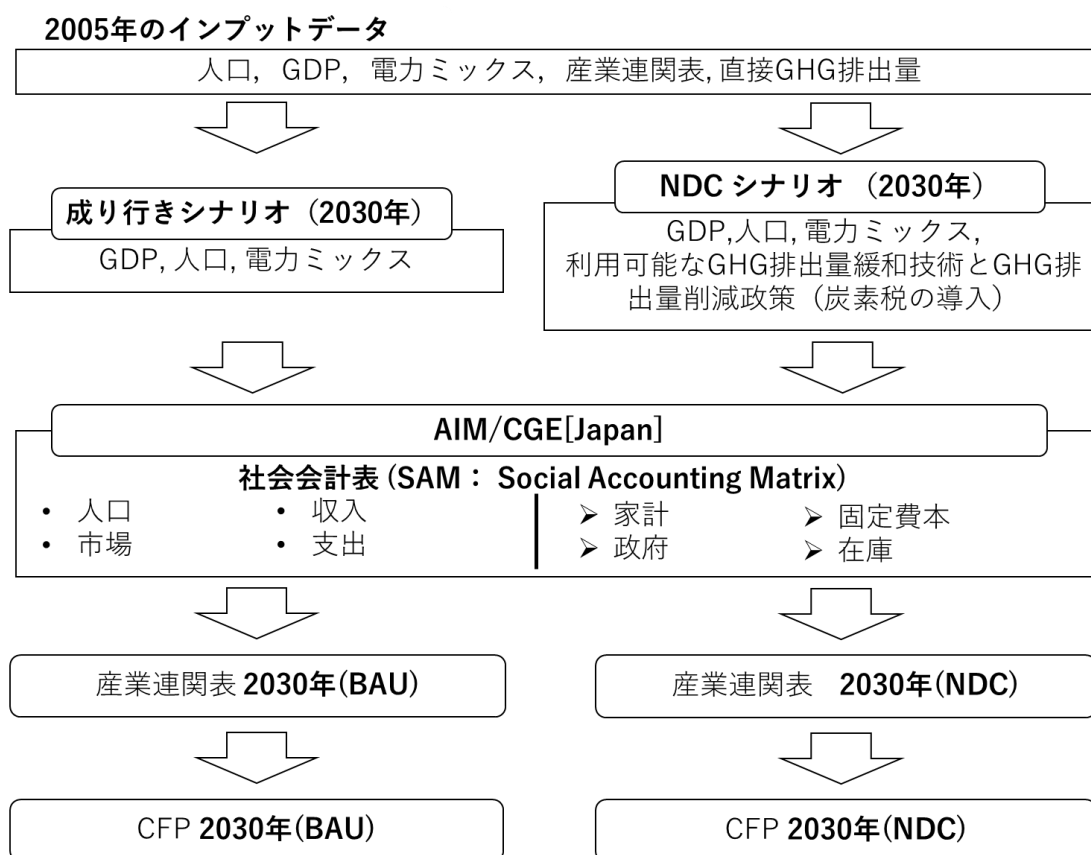 2005年のインプットデータ
人口, GDP, 電力ミックス, 産業連関表, 直接GHG排出量
成り行きシナリオ（2030年）
GDP, 人口, 電力ミックス
NDC シナリオ （2030年）
GDP,人口, 電力ミックス,
利用可能なGHG排出量緩和技術とGHG排
出量削減政策（炭素税の導入）
AIM/CGE[Japan]
社会会計表 (SAM： Social Accounting Matrix)
• 人口
• 市場
• 収入
• 支出
➢ 家計
➢ 政府
➢ 固定費本
➢ 在庫
産業連関表 2030年(BAU)
産業連関表 2030年(NDC)
CFP 2030年(BAU)
CFP 2030年(NDC)